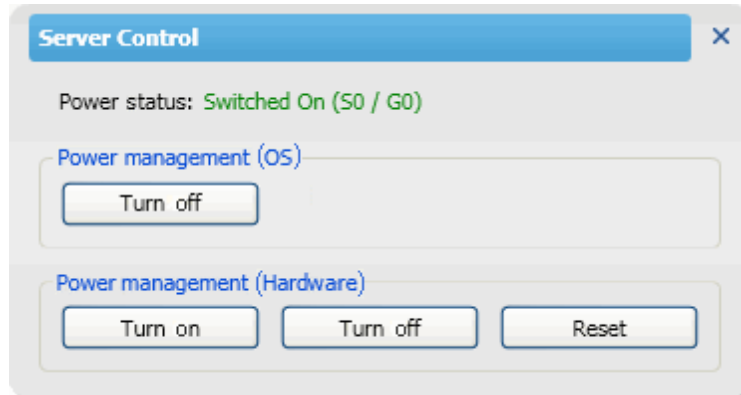 Server Control
Power status: Switched On (S0 / G0)
Power management (OS)
Turn off
Power management (Hardware)
Turn on Turn off Reset